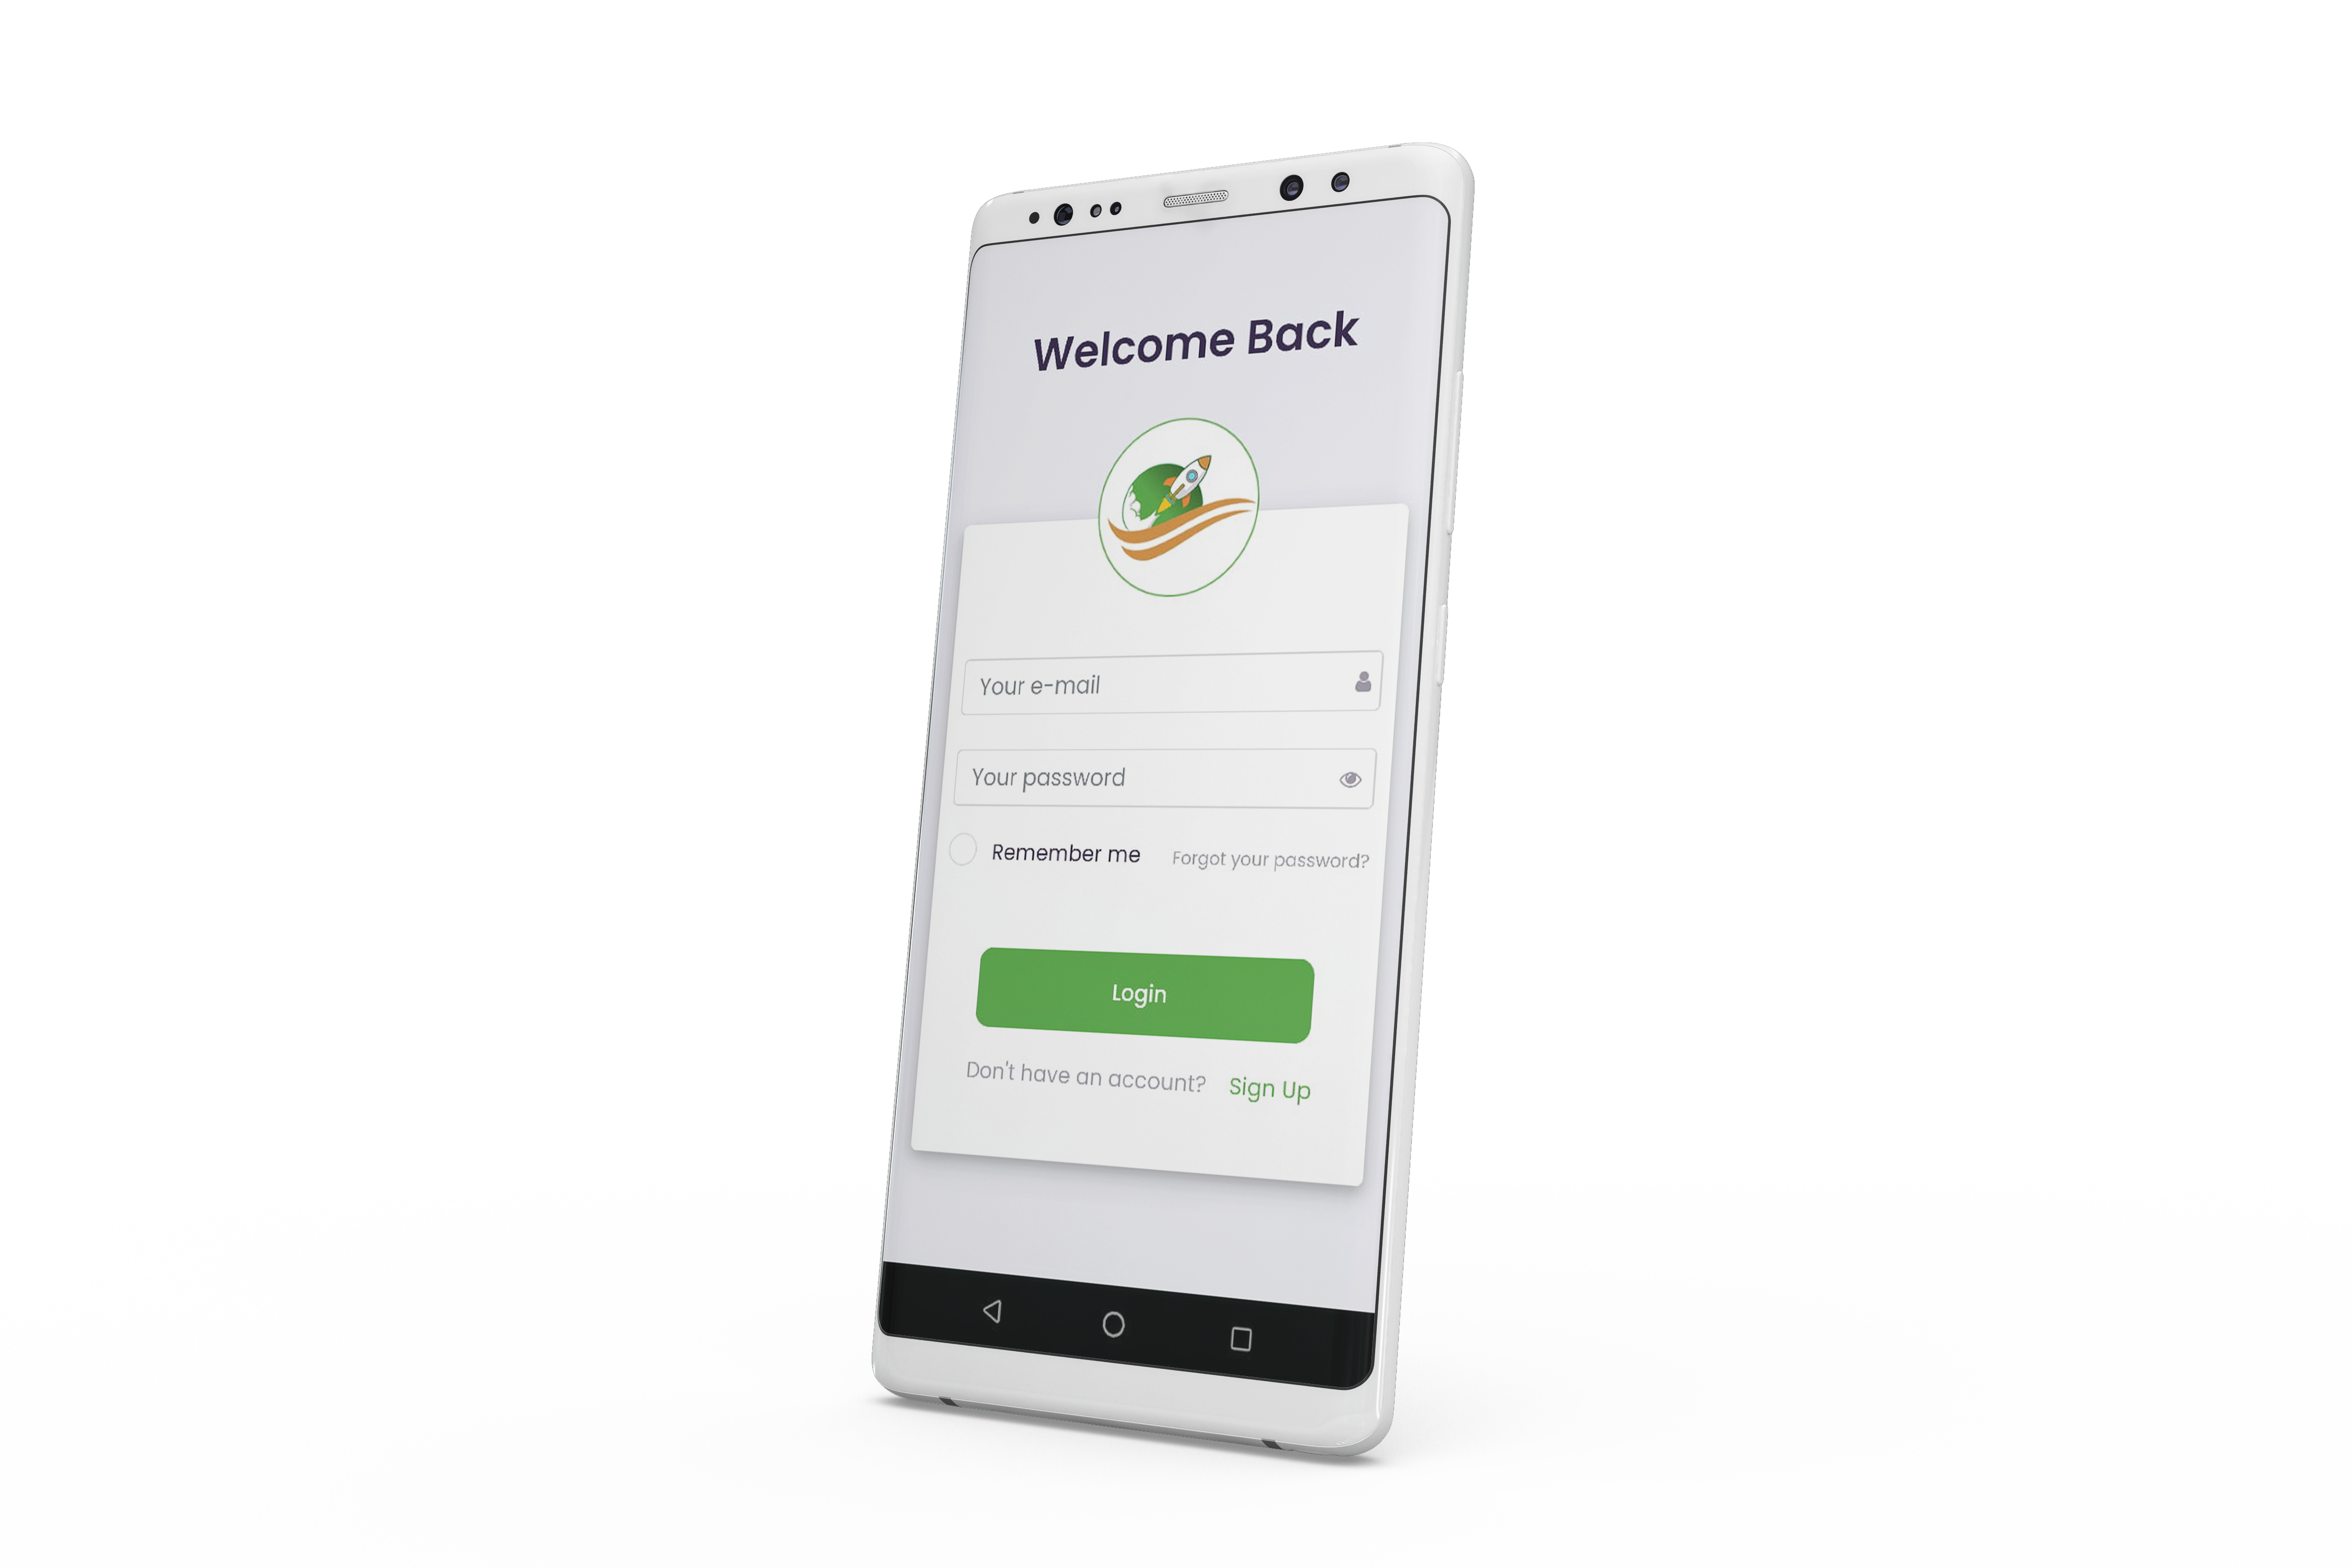 Welcome Back
Your e-mail
Your password
Remember me Forgot your password?
Login
Don't have an account? Sign Up